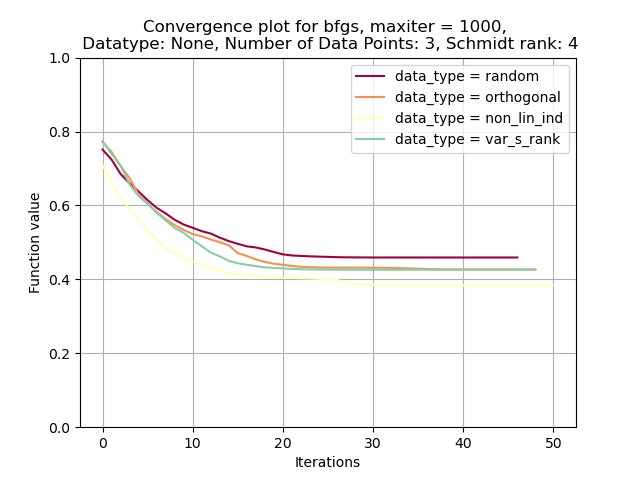 Convergence plot for bfgs, maxiter = 1000,
Datatype: None, Number of Data Points: 3, Schmidt rank: 4
data_type = random
data_type = orthogonal
data_type = non_lin_ind
data_type = var_s_rank
1.0
0.8
0.6
0.4
0.2
0.0
Function value
0 10 20 30 40 50
Iterations